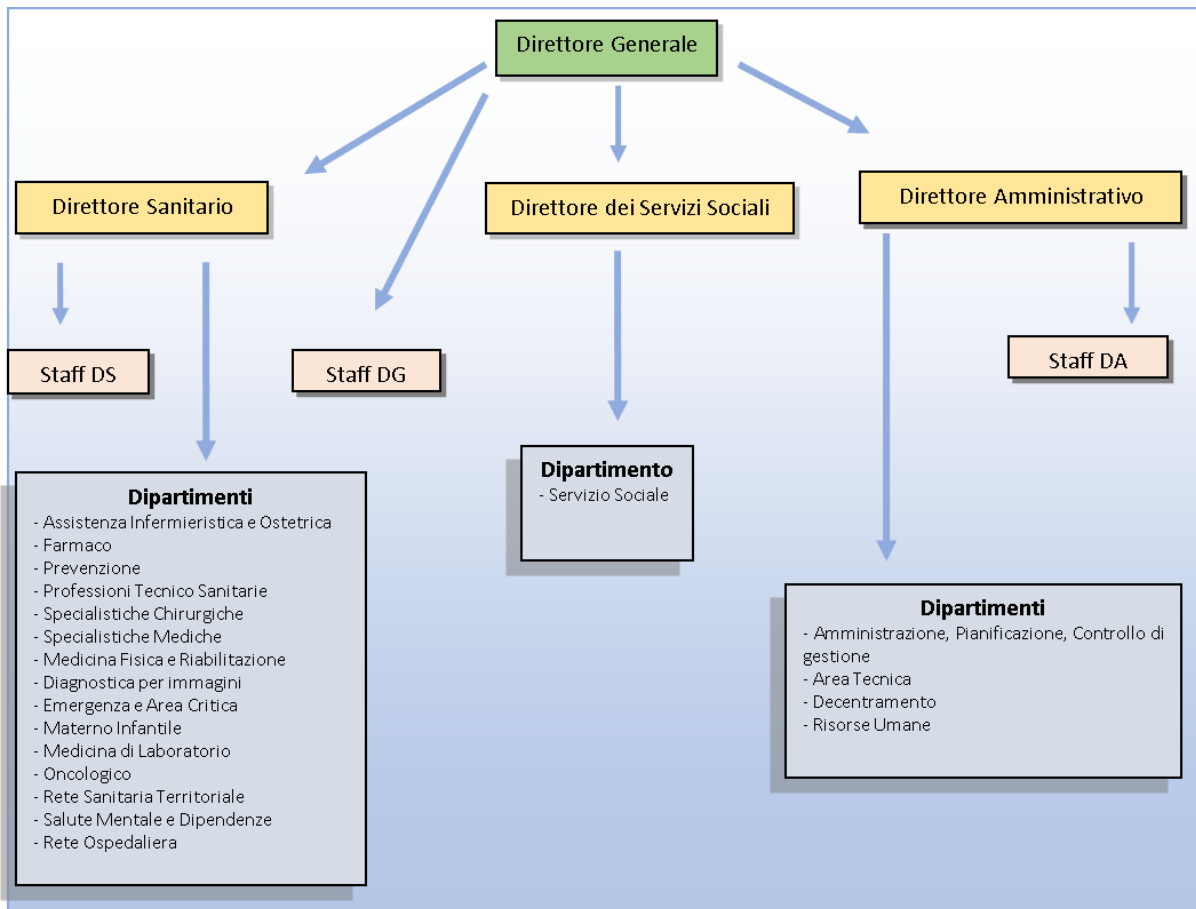 Direttore Generale
Direttore Sanitario
Direttore dei Servizi Sociali
Direttore Amministrativo
Staff DS
Staff DG
Staff DA
Dipartimenti
- Assistenza Infermieristica e Ostetrica
- Farmaco
- Prevenzione
- Professioni Tecnico Sanitarie
- Specialistiche Chirurgiche
- Specialistiche Mediche
- Medicina Fisica e Riabilitazione
- Diagnostica per immagini
- Emergenza e Area Critica
- Materno Infantile
- Medicina di Laboratorio
- Oncologico
- Rete Sanitaria Territoriale
- Salute Mentale e Dipendenze
- Rete Ospedaliera
Dipartimento
- Servizio Sociale
Dipartimenti
- Amministrazione, Pianificazione, Controllo di
gestione
- Area Tecnica
- Decentramento
- Risorse Umane